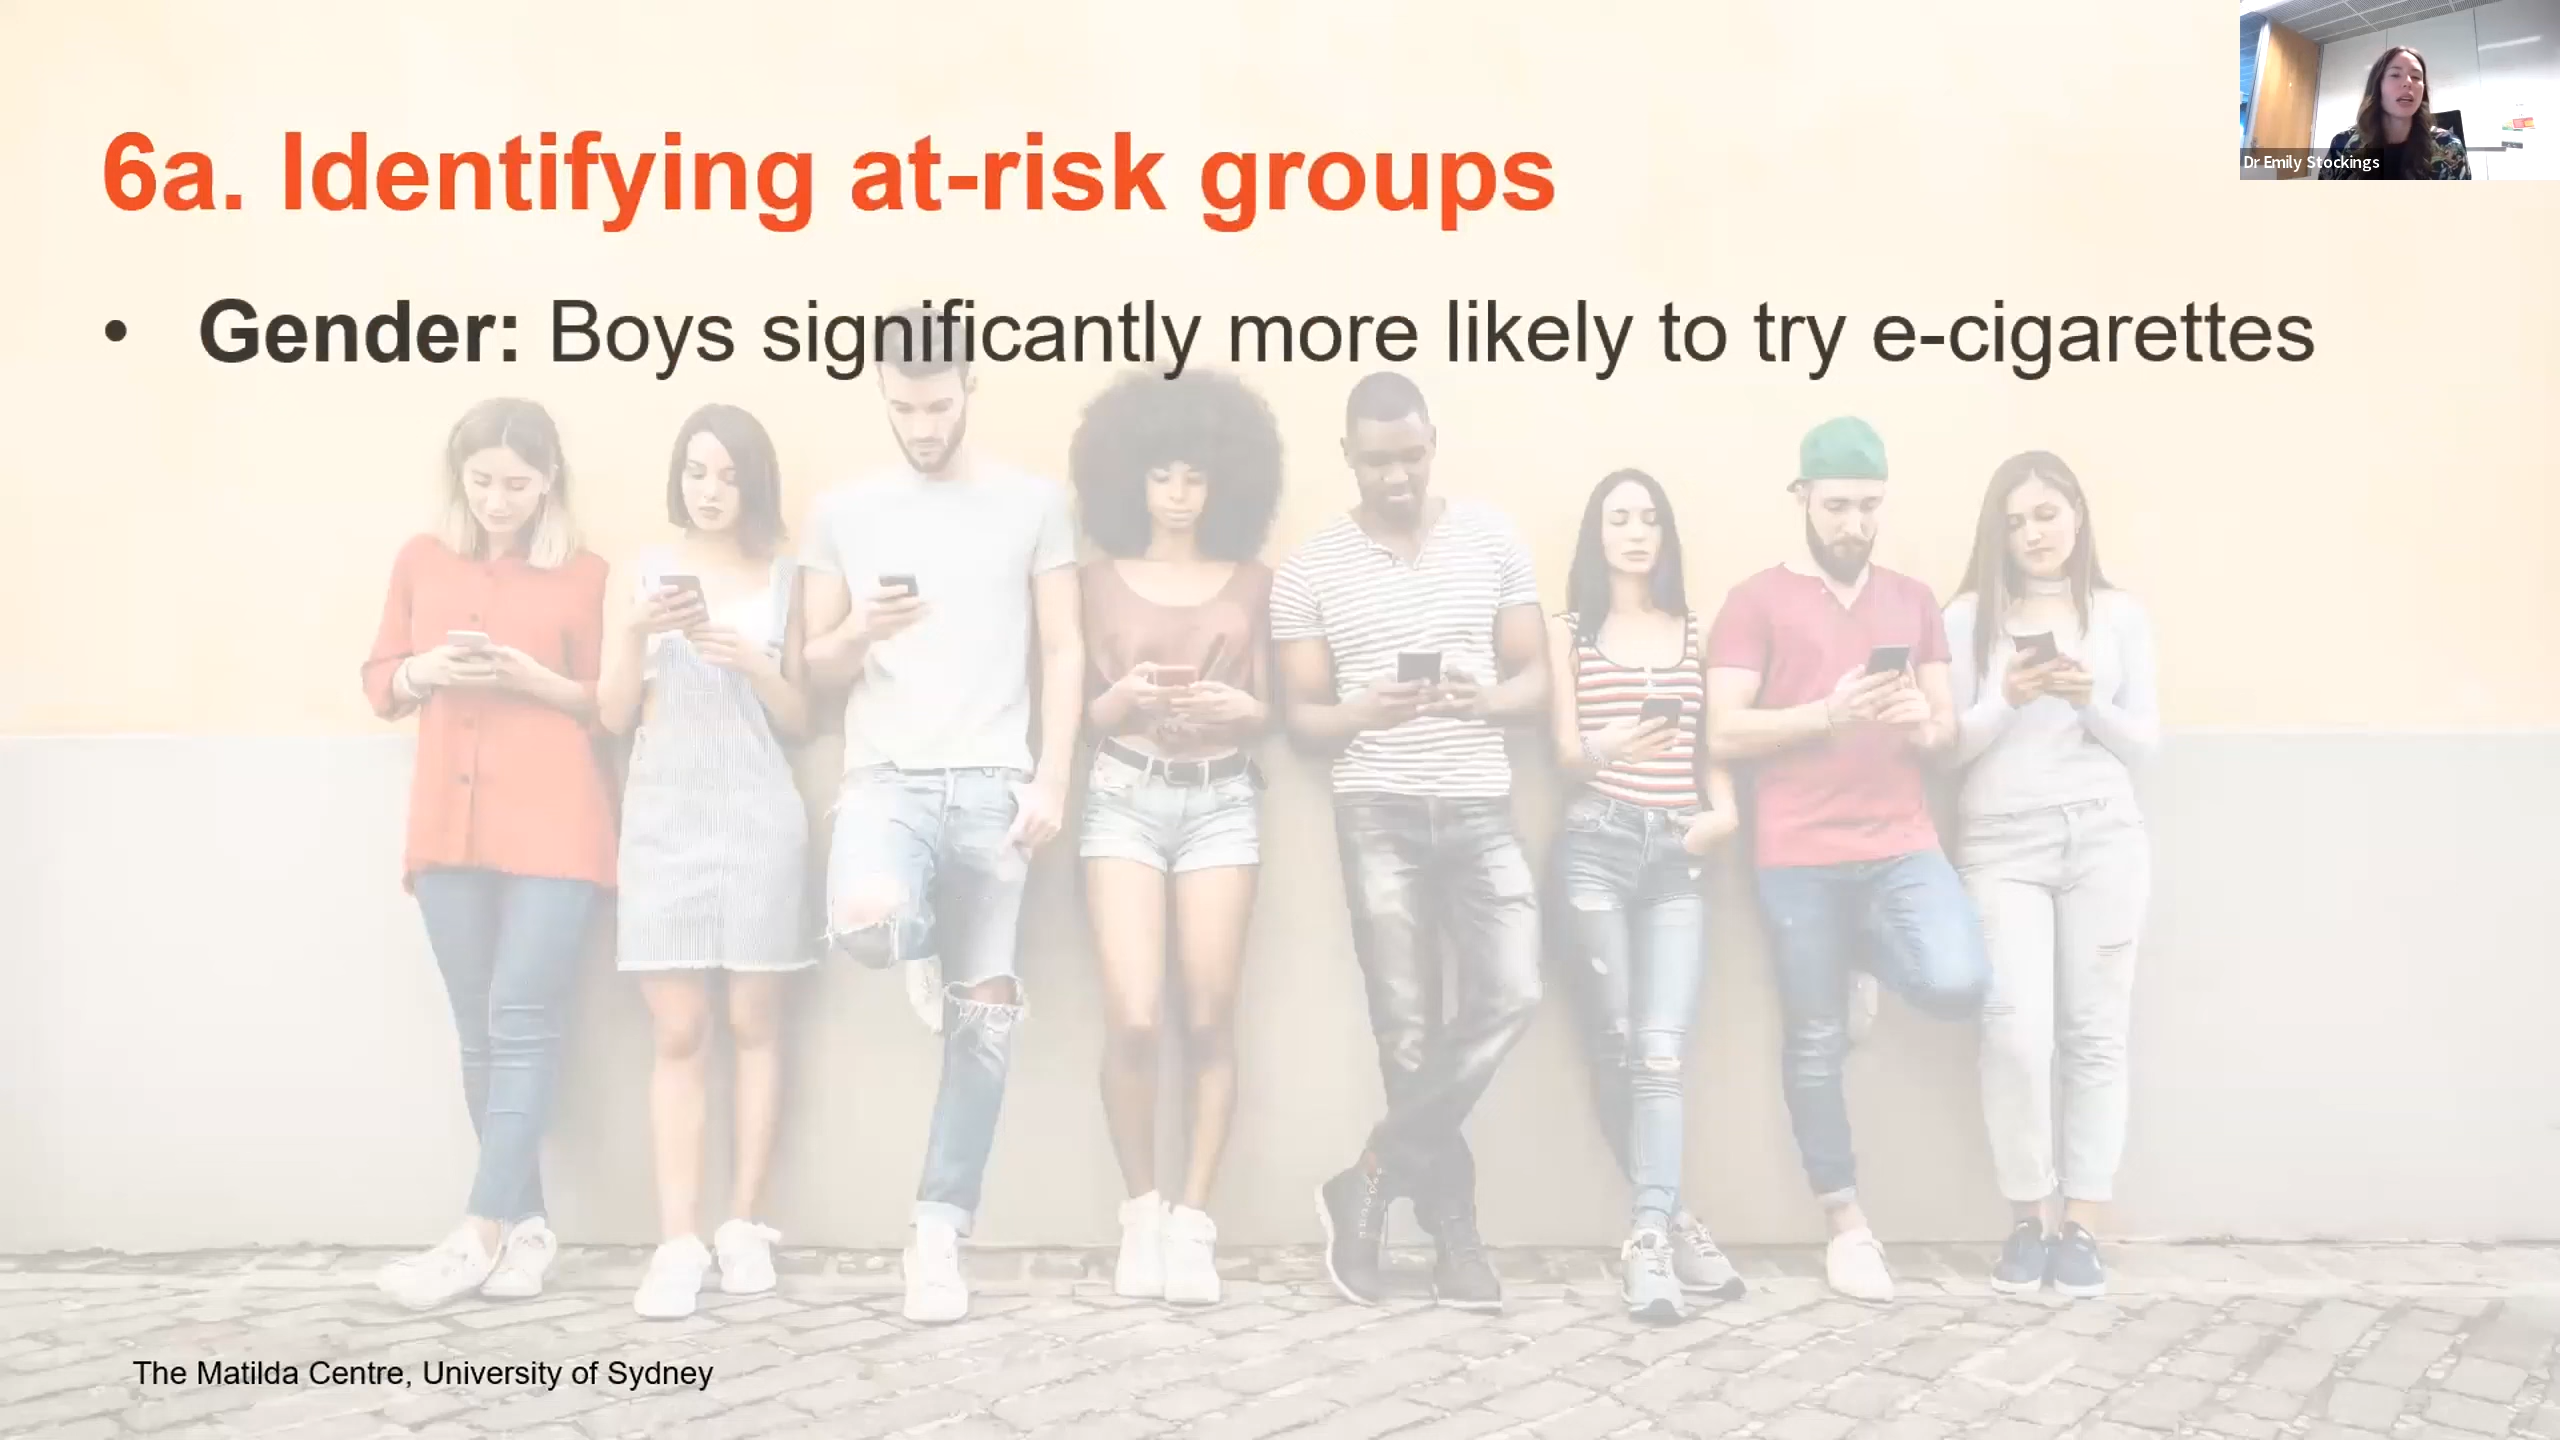 Dr Emily Stockings
6a. Identifying at-risk groups
• Gender: Boys significantly more likely to try e-cigarettes
The Matilda Centre, University of Sydney